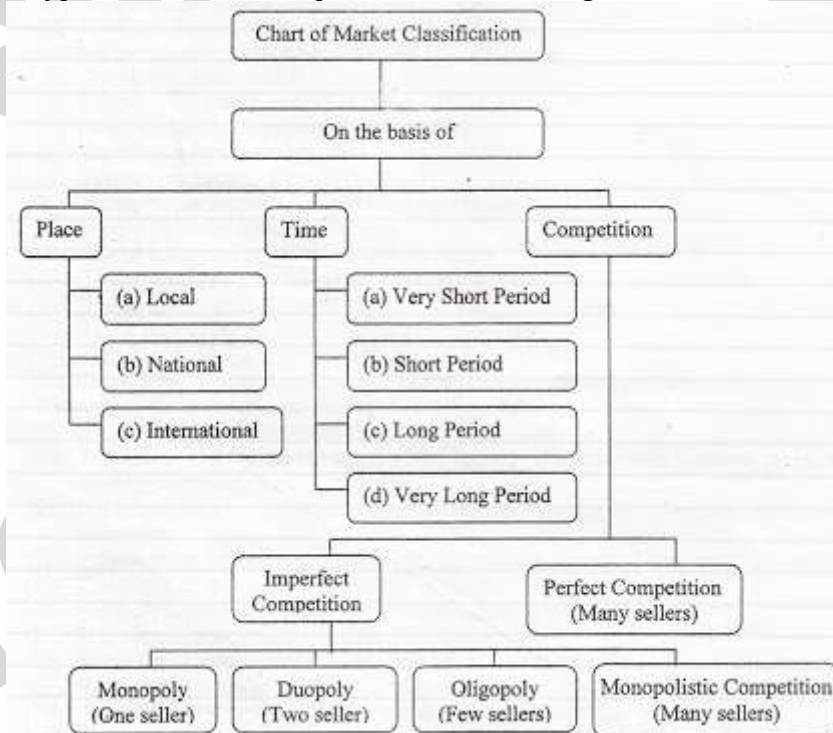 Chart of Market Classification
On the basis of
Place
Time
Competition
(a) Local
(a) Very Short Period
(b) National
(b) Short Period
(c) International
(c) Long Period
(d) Very Long Period
Imperfect
Competition
Perfect Competition
(Many sellers)
Monopoly
(One seller)
Duopoly
(Two seller)
Oligopoly
(Few sellers)
Monopolistic Competition
(Many sellers)